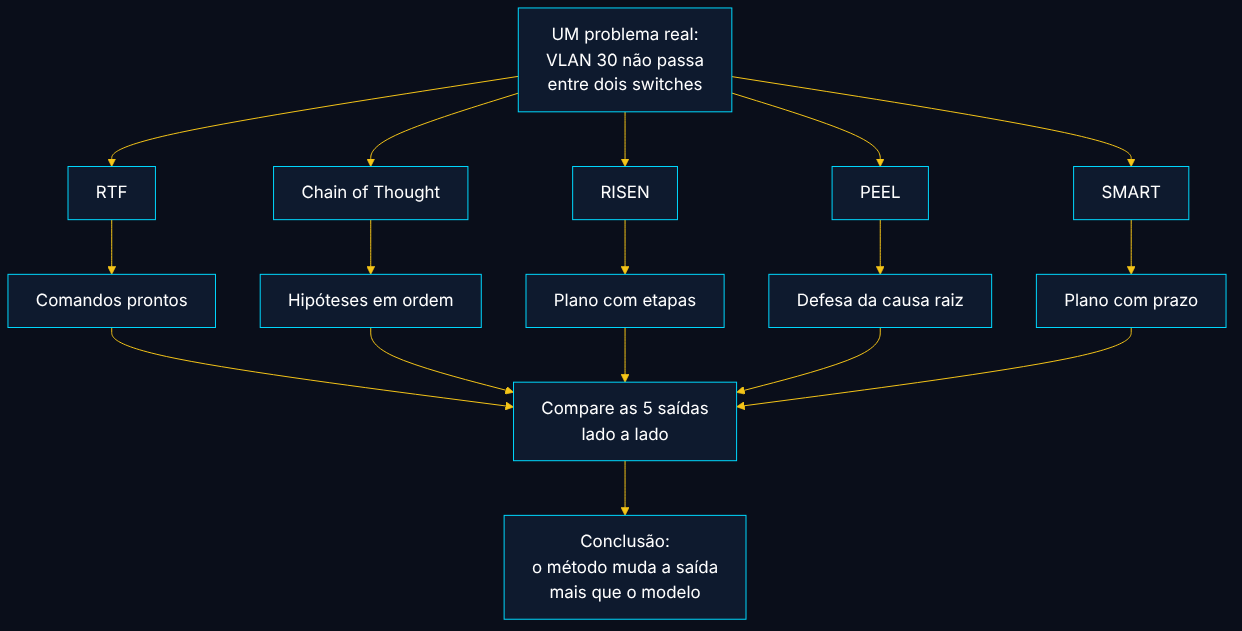 UM problema real:
VLAN 30 não passa
entre dois switches
RTF
Chain of Thought
RISEN
PEEL
SMART
Comandos prontos
Hipóteses em ordem
Plano com etapas
Defesa da causa raiz
Plano com prazo
Compare as 5 saídas
lado a lado
Conclusão:
o método muda a saída
mais que o modelo